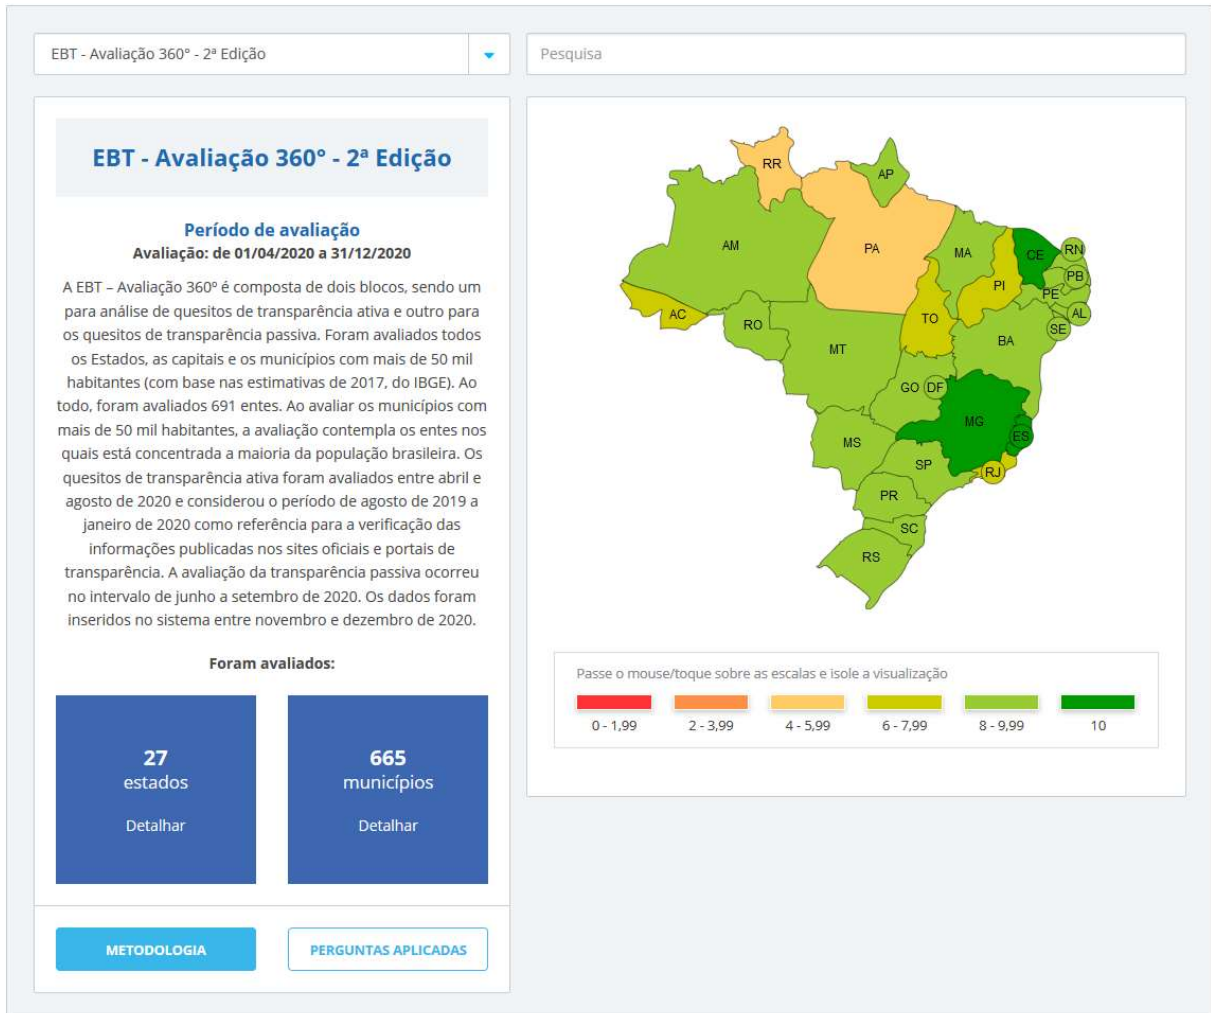 EBT - Avaliação 360° - 2ª Edição
Pesquisa
EBT - Avaliação 360° - 2ª Edição
Período de avaliação
Avaliação: de 01/04/2020 a 31/12/2020
A EBT – Avaliação 360º é composta de dois blocos, sendo um
para análise de quesitos de transparência ativa e outro para
os quesitos de transparência passiva. Foram avaliados todos
os Estados, as capitais e os municípios com mais de 50 mil
habitantes (com base nas estimativas de 2017, do IBGE). Ao
todo, foram avaliados 691 entes. Ao avaliar os municípios com
mais de 50 mil habitantes, a avaliação contempla os entes nos
quais está concentrada a maioria da população brasileira. Os
quesitos de transparência ativa foram avaliados entre abril e
agosto de 2020 e considerou o período de agosto de 2019 a
janeiro de 2020 como referência para a verificação das
informações publicadas nos sites oficiais e portais de
transparência. A avaliação da transparência passiva ocorreu
no intervalo de junho a setembro de 2020. Os dados foram
inseridos no sistema entre novembro e dezembro de 2020.
Foram avaliados:
27
estados
Detalhar
665
municípios
Detalhar
METODOLOGIA
PERGUNTAS APLICADAS
RR
AP
AM
PA
MA
CE
RN
PB
PI
PE
AC
TO
AL
RO
SE
MT
BA
GO
DF
MG
MS
ES
SP
RJ
PR
SC
RS
Passe o mouse/toque sobre as escalas e isole a visualização
0 - 1,99
2 - 3,99
4 - 5,99
6 - 7,99
8 - 9,99
10